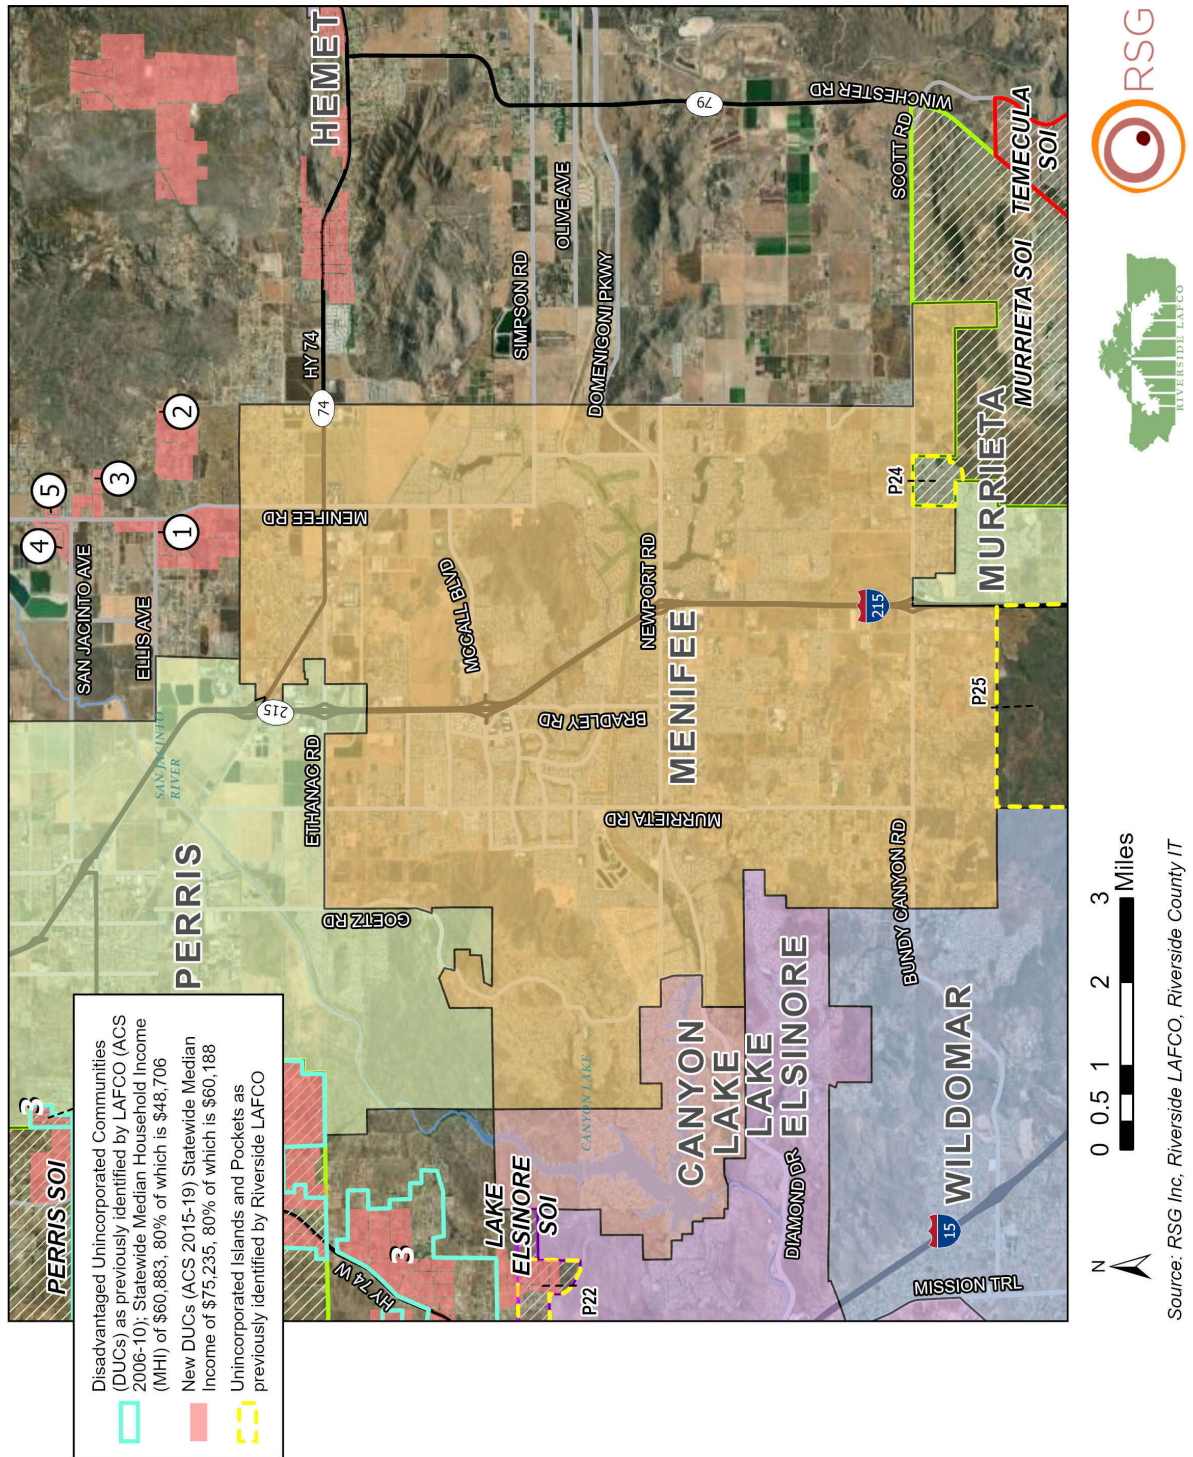 Disadvantaged Unincorporated Communities
(DUCs) as previously identified by LAFCO (ACS
2006-10); Statewide Median Household Income
(MHI) of $60,883, 80% of which is $48,706
New DUCs (ACS 2015-19) Statewide Median
Income of $75,235, 80% of which is $60,188
Unincorporated Islands and Pockets as
previously identified by Riverside LAFCO
PERRIS SOI
3
PERRIS
SAN JACINTO
RIVER
SAN JACINTO AVE
ELLIS AVE
4
5
3
1
2
HEMET
HY 74
74
215
ETHANAC RD
GOETZ RD
MENIFEE RD
HY 74 W
3
MCCALL BLVD
BRADLEY RD
SIMPSON RD
OLIVE AVE
DOMENIGONI PKWY
79
WINCHESTER RD
LAKE
ELSINORE
SOI
P22
CANYON LAKE
MURRIETA RD
NEWPORT RD
MENIFEE
CANYON
LAKE
LAKE
ELSINORE
DIAMOND DR
215
SCOTT RD
P24
BUNDY CANYON RD
WILDOMAR
15
MISSION TRL
P25
MURRIETA
MURRIETA SOI
TEMECULA
SOI
N
0 0.5 1 2 3
Miles
RIVERSIDE LAFCO
RSG
Source: RSG Inc, Riverside LAFCO, Riverside County IT